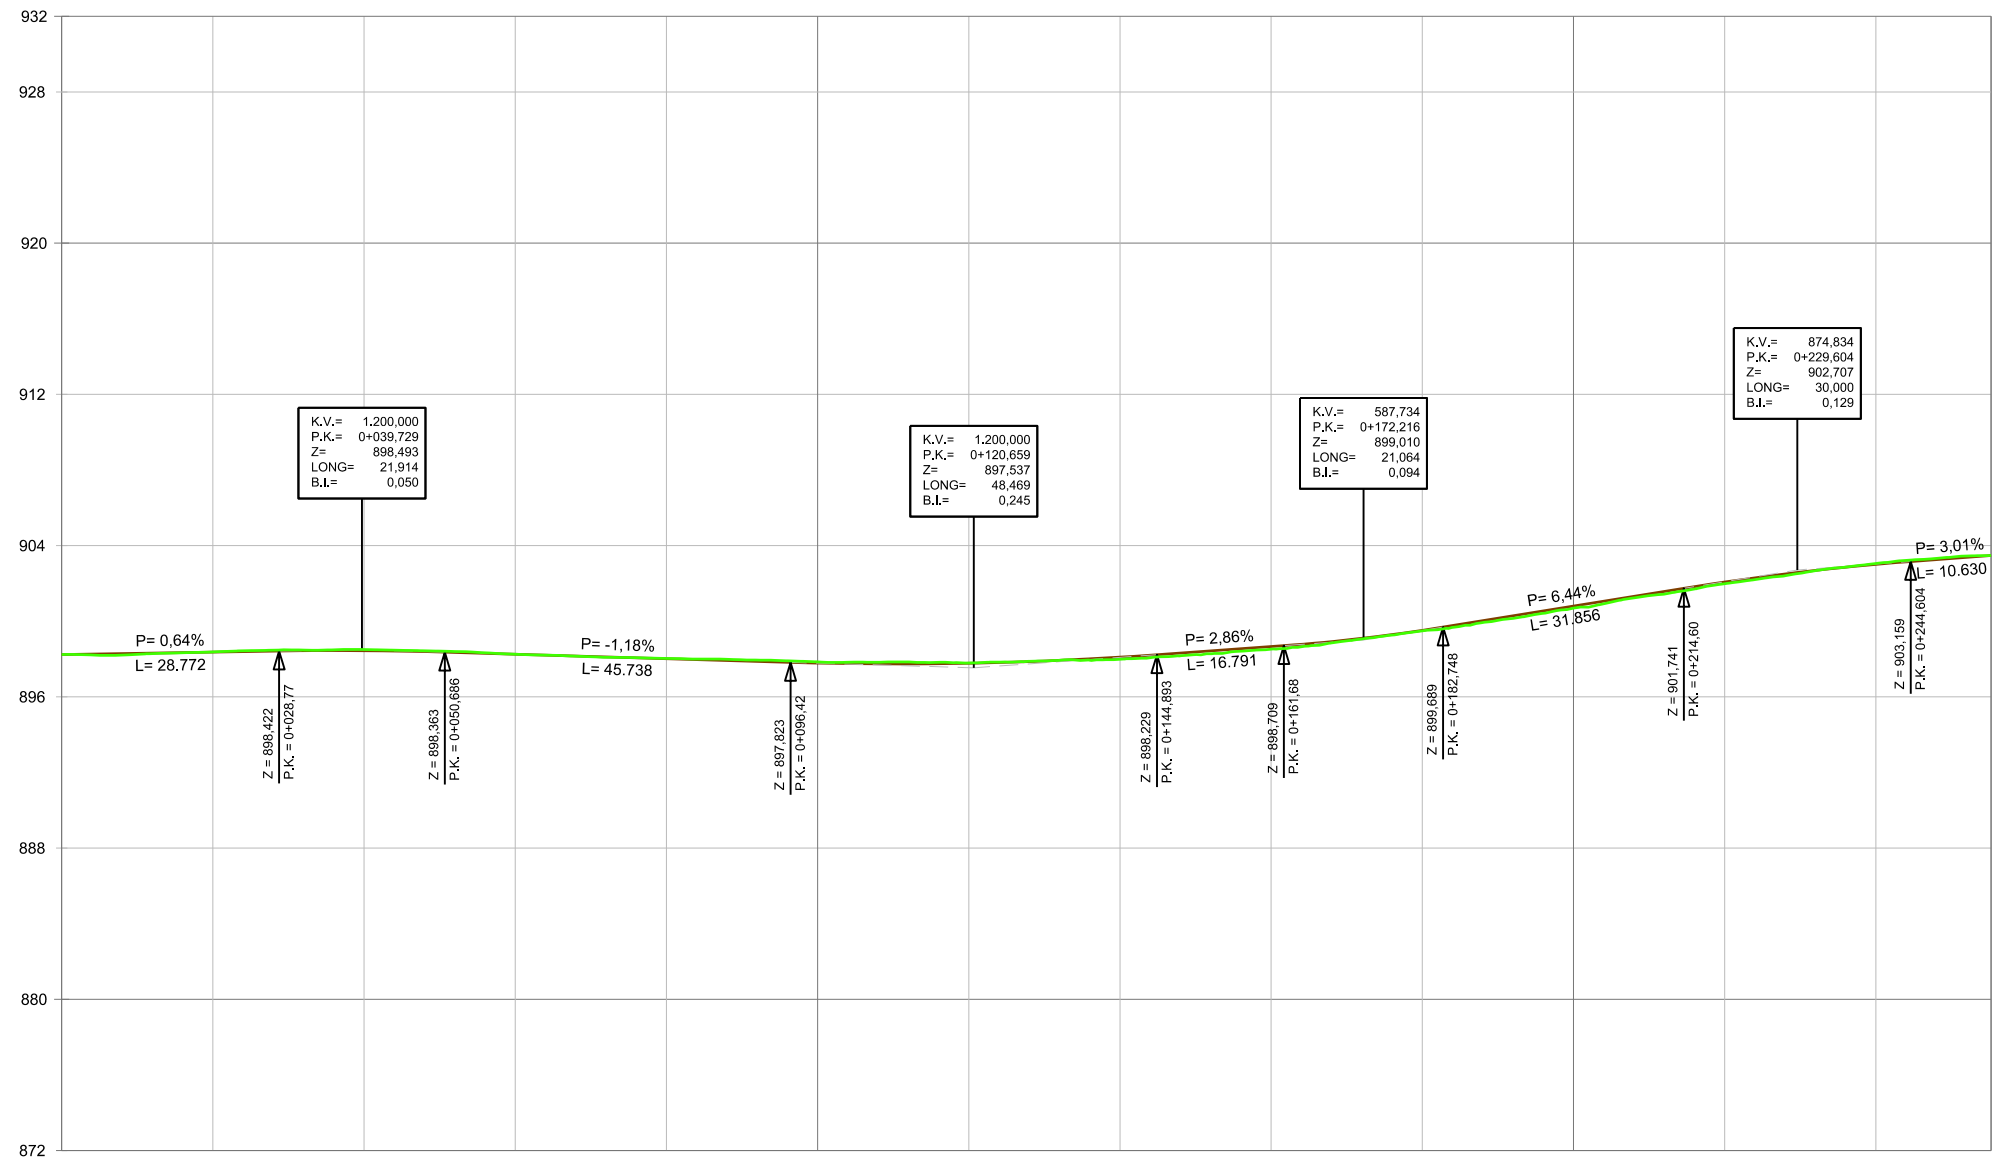 932
928
920
912
904
896
888
880
872
K.V.= 1.200,000
P.K.= 0+039,729
Z= 898,493
LONG= 21,914
B.I.= 0,050
K.V.= 1.200,000
P.K.= 0+120,659
Z= 897,537
LONG= 48,469
B.I.= 0,245
K.V.= 587,734
P.K.= 0+172,216
Z= 899,010
LONG= 21,064
B.I.= 0,094
K.V.= 874,834
P.K.= 0+229,604
Z= 902,707
LONG= 30,000
B.I.= 0,129
P= 0,64%
L= 28.772
P= -1,18%
L= 45.738
P= 2,86%
L= 16.791
P= 6,44%
L= 31.856
P= 3,01%
L= 10.630
Z = 898,422
P.K. = 0+028,77
Z = 898,363
P.K. = 0+050,686
Z = 897,823
P.K. = 0+096,42
Z = 898,229
P.K. = 0+144,893
Z = 898,709
P.K. = 0+161,68
Z = 899,689
P.K. = 0+182,748
Z = 901,741
P.K. = 0+214,60
Z = 903,159
P.K. = 0+244,604